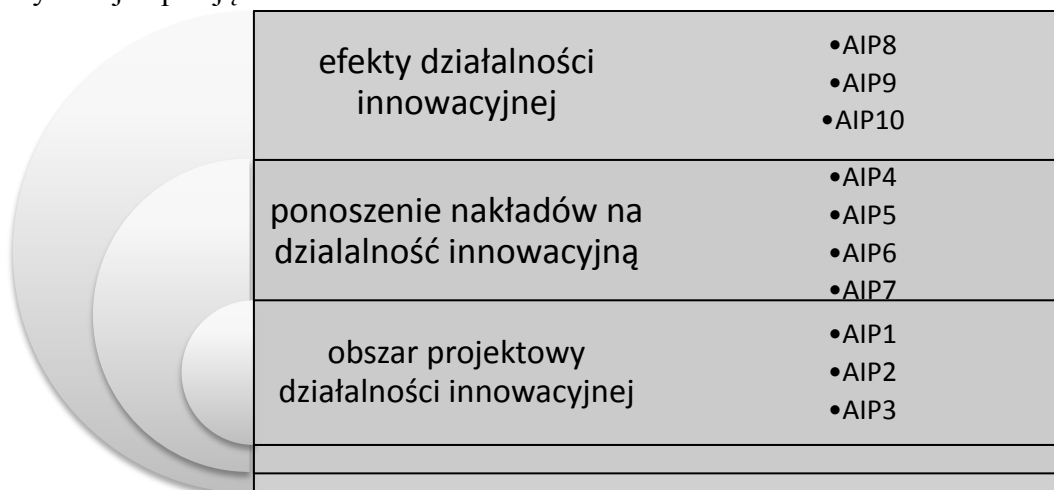 efekty działalności
innowacyjnej
•AIP8
•AIP9
•AIP10
ponoszenie nakładów na
dzialalność innowacyjną
•AIP4
•AIP5
•AIP6
•AIP7
obszar projektowy
działalności innowacyjnej
•AIP1
•AIP2
•AIP3